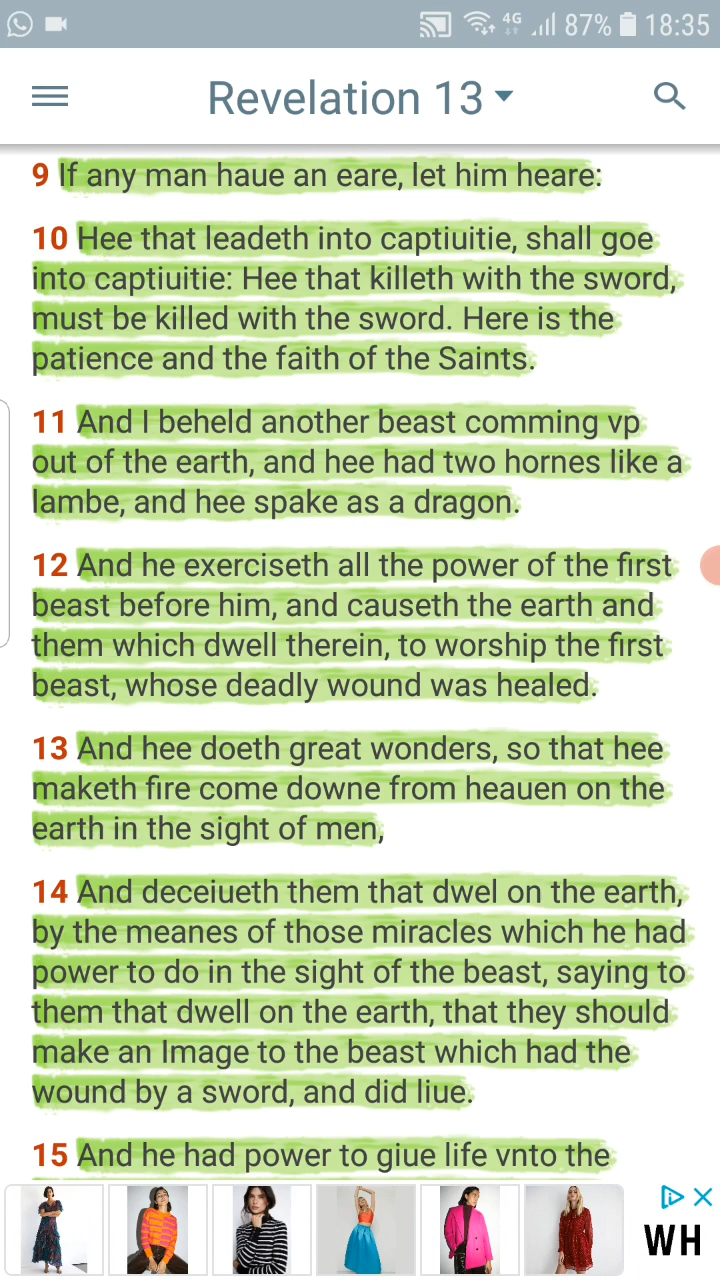 4G 87% 18:35
Revelation 13
9 If any man haue an eare, let him heare:
10 Hee that leadeth into captiuitie, shall goe
into captiuitie: Hee that killeth with the sword,
must be killed with the sword. Here is the
patience and the faith of the Saints.
11 And I beheld another beast comming vp
out of the earth, and hee had two hornes like a
lambe, and hee spake as a dragon.
12 And he exerciseth all the power of the first
beast before him, and causeth the earth and
them which dwell therein, to worship the first
beast, whose deadly wound was healed.
13 And hee doeth great wonders, so that hee
maketh fire come downe from heauen on the
earth in the sight of men,
14 And deceiueth them that dwel on the earth,
by the meanes of those miracles which he had
power to do in the sight of the beast, saying to
them that dwell on the earth, that they should
make an Image to the beast which had the
wound by a sword, and did liue.
15 And he had power to giue life vnto the
WH